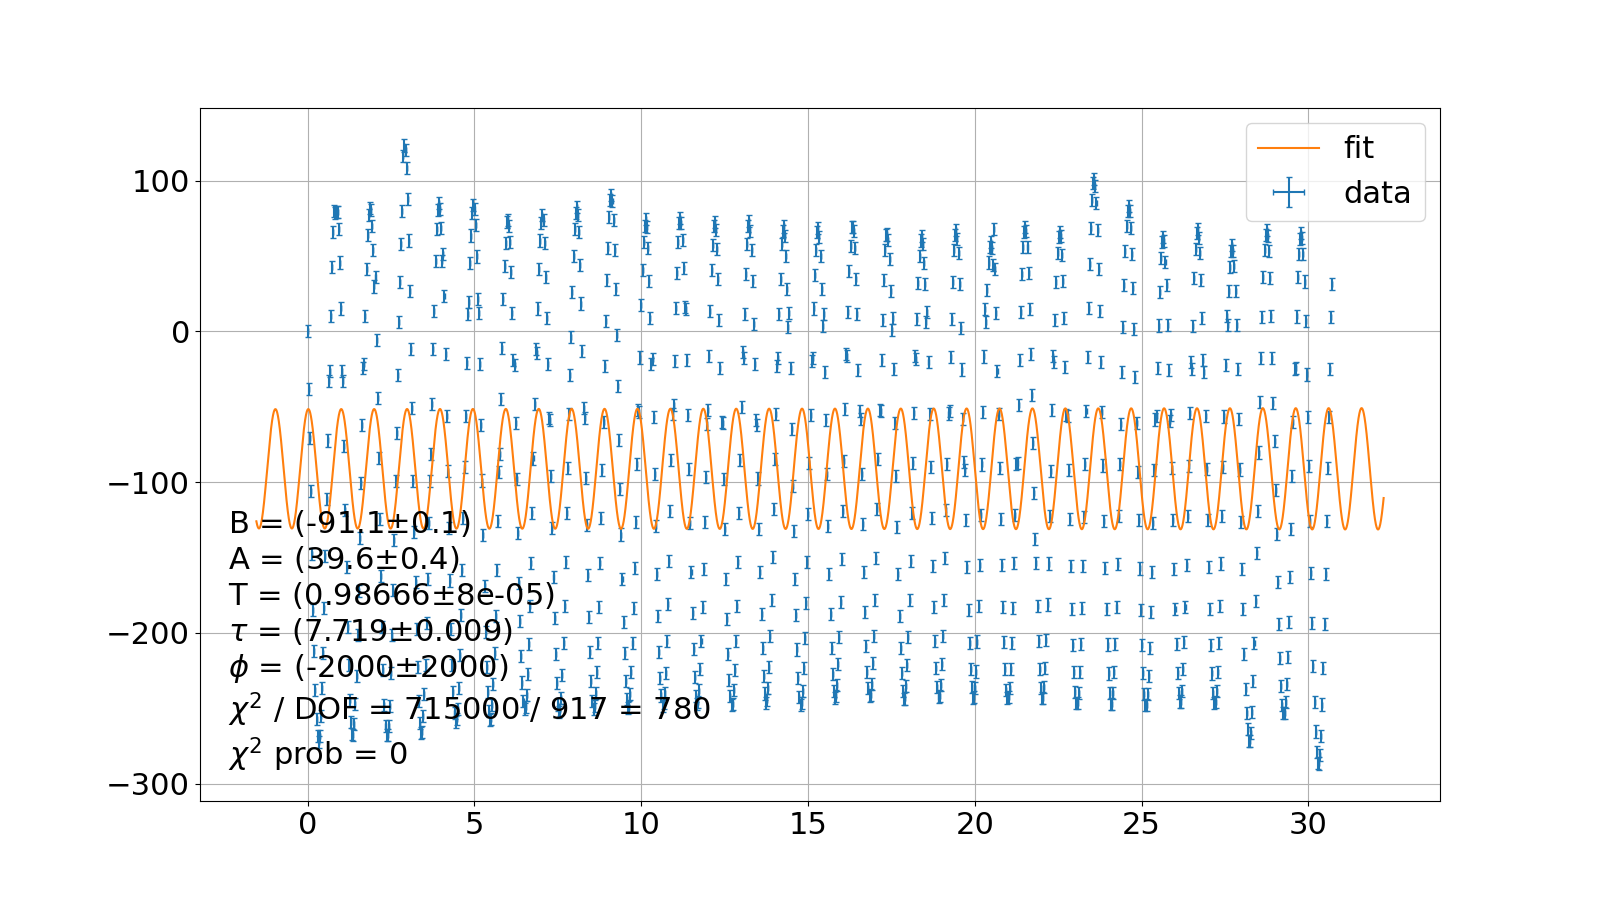 fit
data
100
0
−100
−200
−300
B = (-91.1±0.1)
A = (39.6±0.4)
T = (0.98666±8e-05)
τ = (7.719±0.009)
ϕ = (-2000±2000)
χ² / DOF = 715000 / 917 = 780
χ² prob = 0
0 5 10 15 20 25 30